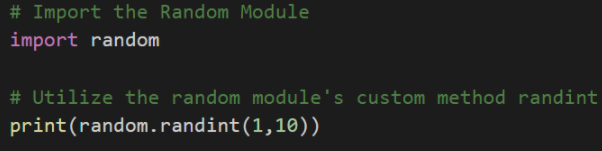 # Import the Random Module
import random
# Utilize the random module's custom method randint
print(random.randint(1,10))